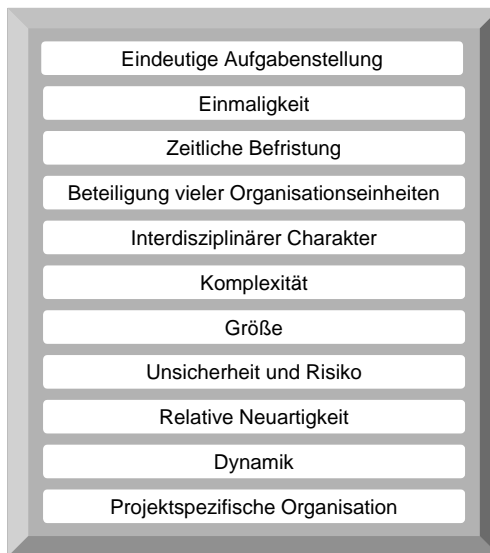 Eindeutige Aufgabenstellung
Einmaligkeit
Zeitliche Befristung
Beteiligung vieler Organisationseinheiten
Interdisziplinärer Charakter
Komplexität
Größe
Unsicherheit und Risiko
Relative Neuartigkeit
Dynamik
Projektspezifische Organisation